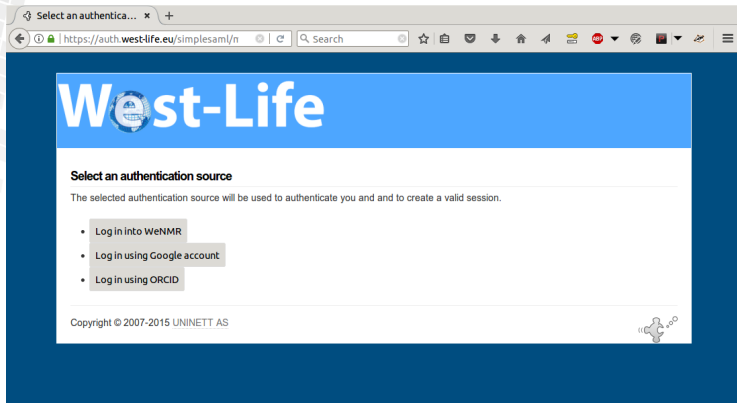 Select an authentica...
https://auth.west-life.eu/simplesaml/n
Search
ABP
West-Life
Select an authentication source
The selected authentication source will be used to authenticate you and and to create a valid session.
Log in into WeNMR
Log in using Google account
Log in using ORCID
Copyright © 2007-2015 UNINETT AS